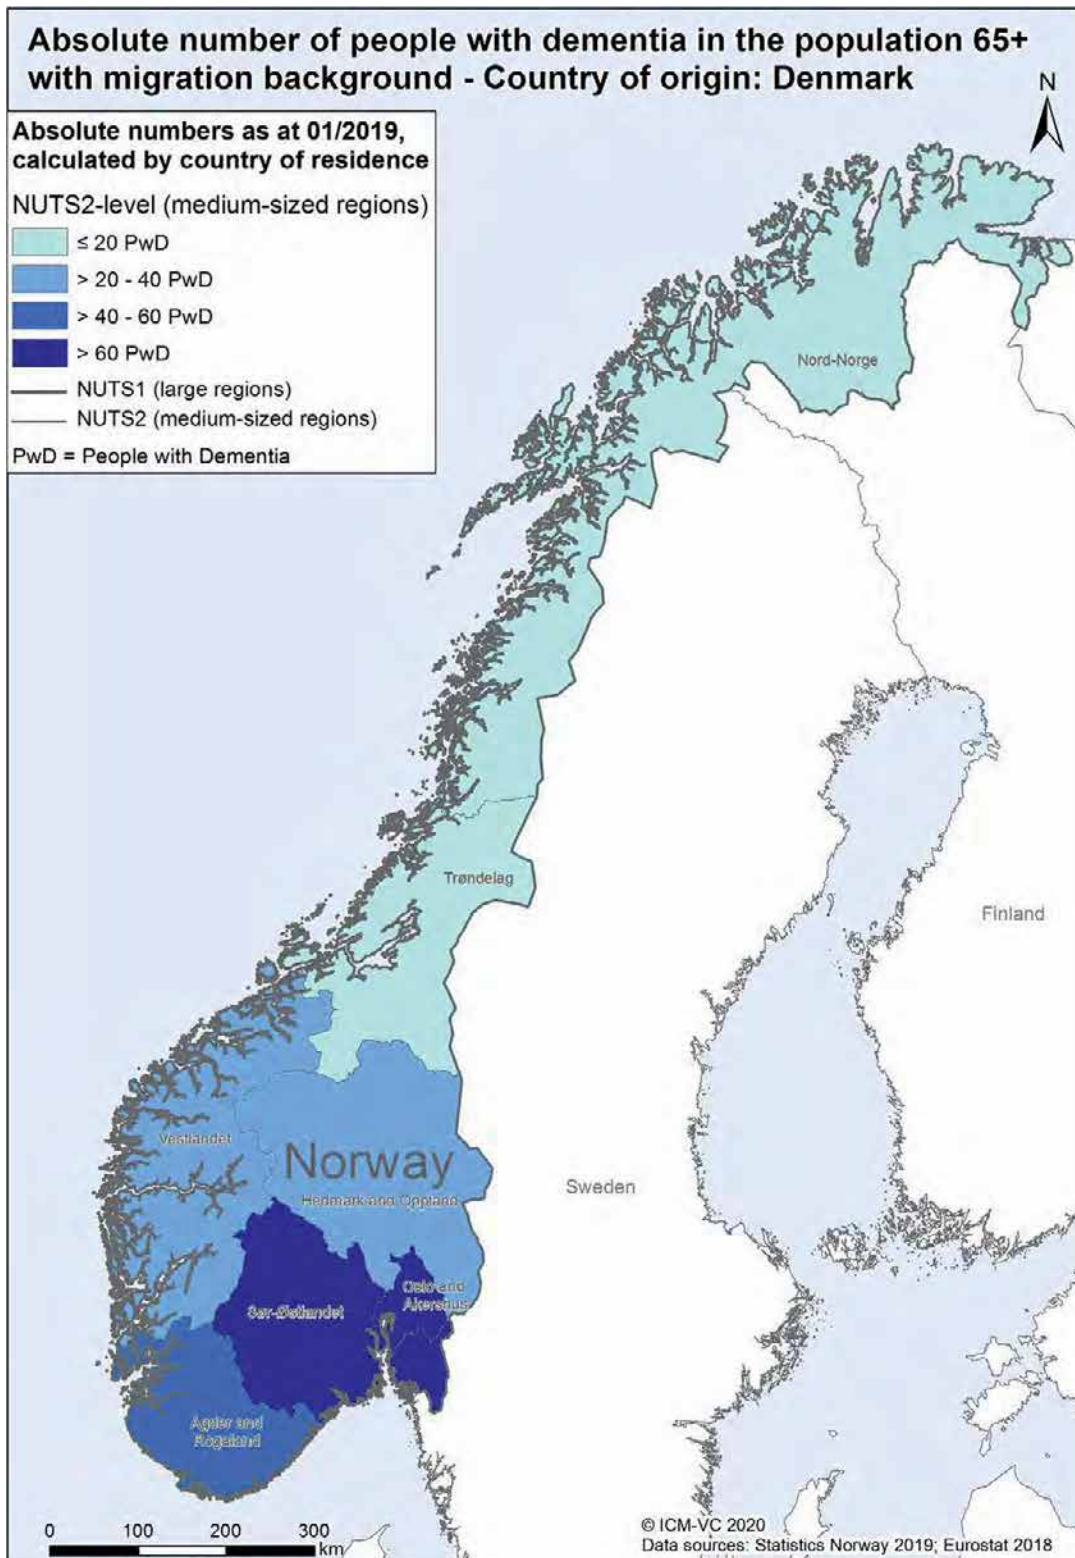 Absolute number of people with dementia in the population 65+
with migration background - Country of origin: Denmark
N
Absolute numbers as at 01/2019,
calculated by country of residence
NUTS2-level (medium-sized regions)
≤ 20 PwD
> 20 - 40 PwD
> 40 - 60 PwD
> 60 PwD
NUTS1 (large regions)
NUTS2 (medium-sized regions)
PwD = People with Dementia
Nord-Norge
Trøndelag
Finland
Vestlandet
Norway
Hedmark and Oppland
Sweden
Oslo and
Akershus
Sør-Østlandet
Agder and
Rogaland
0 100 200 300
km
© ICM-VC 2020
Data sources: Statistics Norway 2019; Eurostat 2018